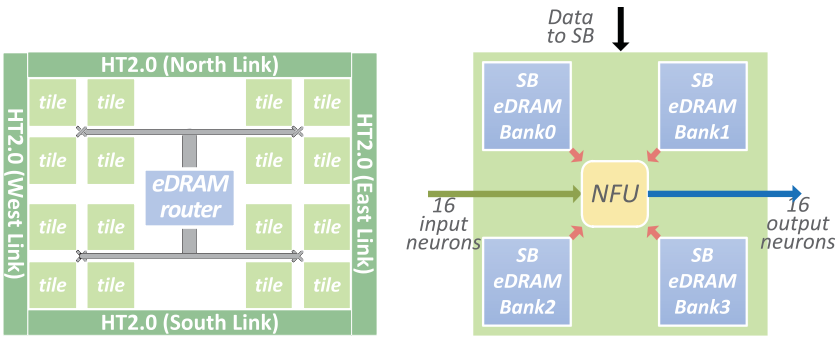 HT2.0 (North Link)
HT2.0 (West Link)
tile
tile
tile
tile
tile
tile
tile
tile
eDRAM
router
tile
tile
tile
tile
tile
tile
tile
tile
HT2.0 (East Link)
HT2.0 (South Link)
Data
to SB
SB
eDRAM
Bank0
SB
eDRAM
Bank1
NFU
16
input
neurons
16
output
neurons
SB
eDRAM
Bank2
SB
eDRAM
Bank3